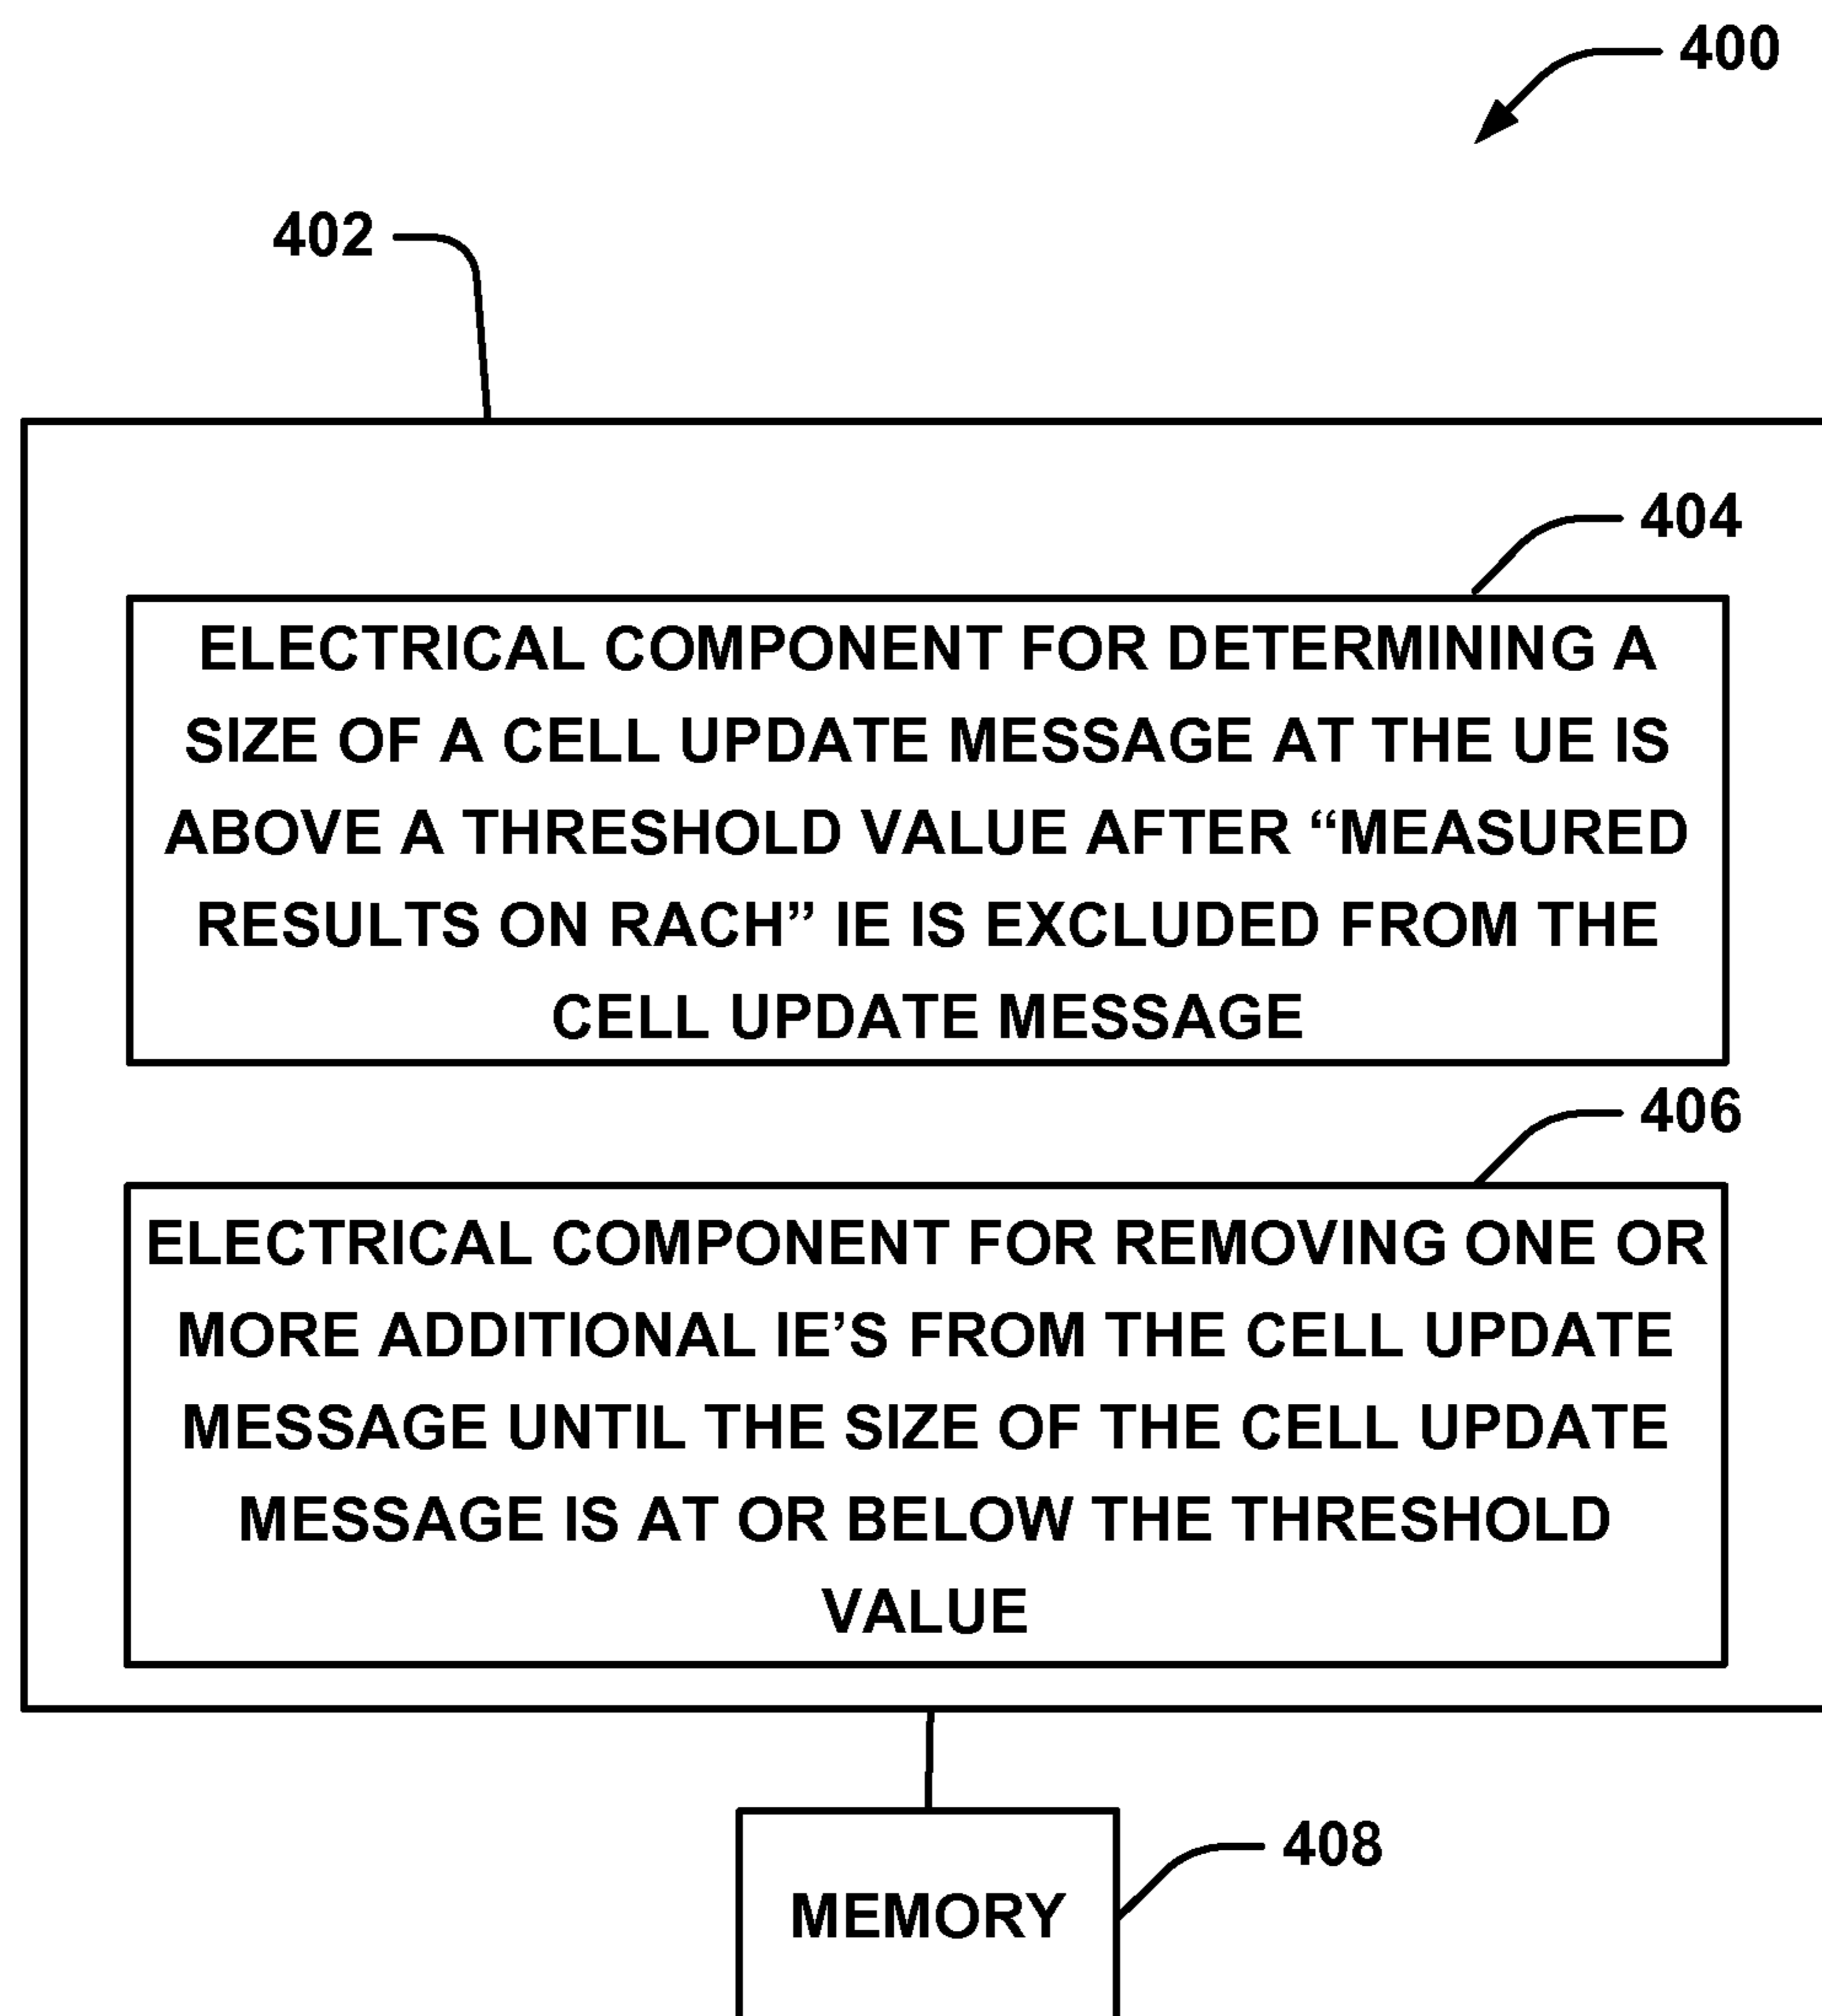 400
402
404
ELECTRICAL COMPONENT FOR DETERMINING A
SIZE OF A CELL UPDATE MESSAGE AT THE UE IS
ABOVE A THRESHOLD VALUE AFTER “MEASURED
RESULTS ON RACH” IE IS EXCLUDED FROM THE
CELL UPDATE MESSAGE
406
ELECTRICAL COMPONENT FOR REMOVING ONE OR
MORE ADDITIONAL IE’S FROM THE CELL UPDATE
MESSAGE UNTIL THE SIZE OF THE CELL UPDATE
MESSAGE IS AT OR BELOW THE THRESHOLD
VALUE
408
MEMORY